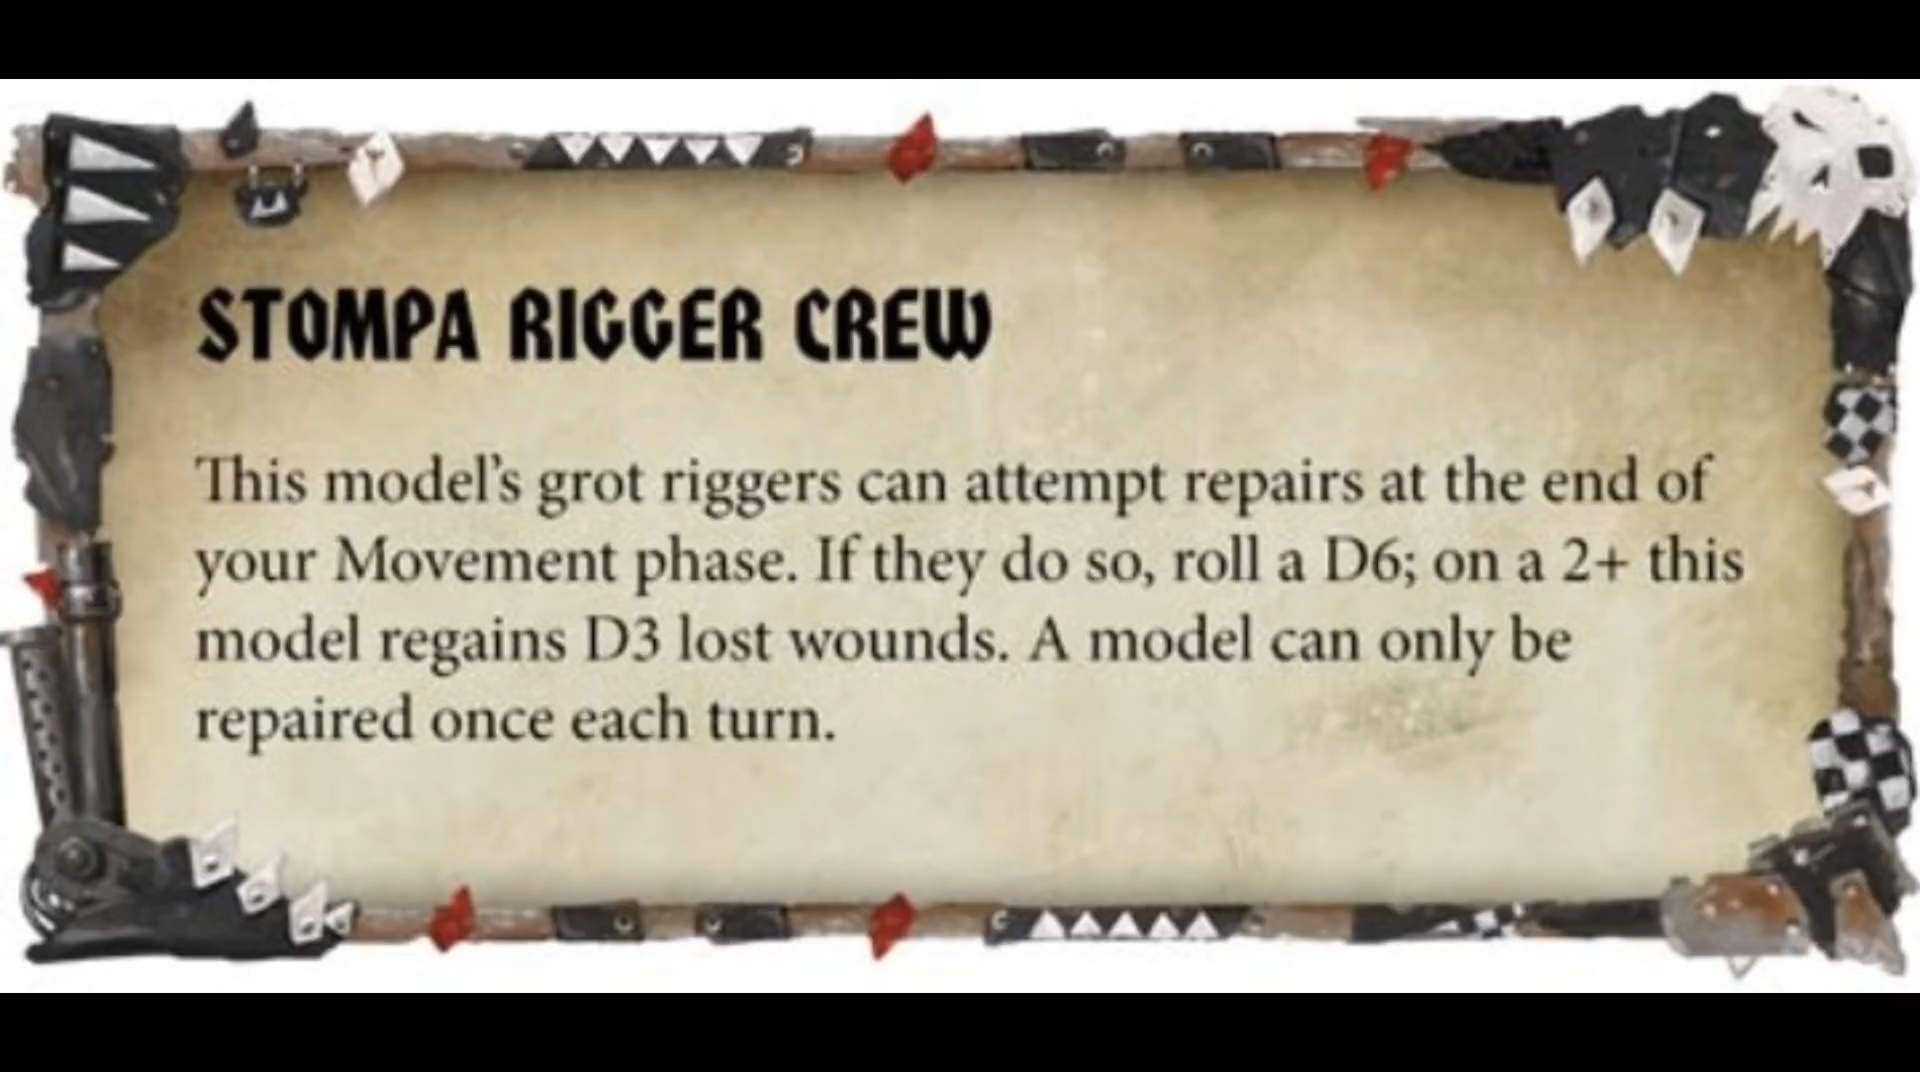 STOMPA RIGGER CREW
This model’s grot riggers can attempt repairs at the end of
your Movement phase. If they do so, roll a D6; on a 2+ this
model regains D3 lost wounds. A model can only be
repaired once each turn.